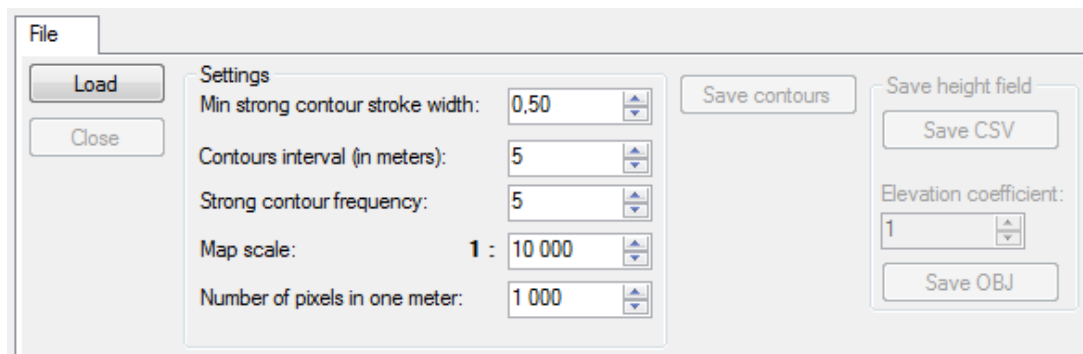 File
Load
Close
Settings
Min strong contour stroke width: 0,50
Contours interval (in meters): 5
Strong contour frequency: 5
Map scale: 1 : 10 000
Number of pixels in one meter: 1 000
Save contours
Save height field
Save CSV
Elevation coefficient:
1
Save OBJ